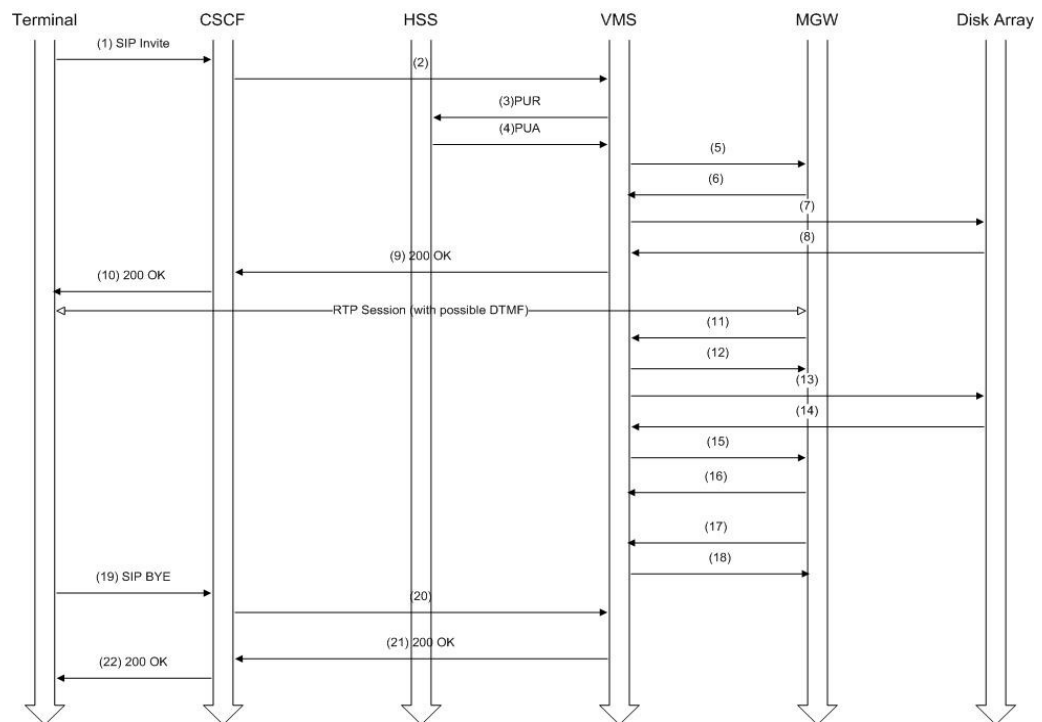 Terminal CSCF HSS VMS MGW Disk Array
(1) SIP Invite
(2)
(3)PUR
(4)PUA
(5)
(6)
(7)
(8)
(9) 200 OK
(10) 200 OK
RTP Session (with possible DTMF)
(11)
(12)
(13)
(14)
(15)
(16)
(17)
(18)
(19) SIP BYE
(20)
(21) 200 OK
(22) 200 OK